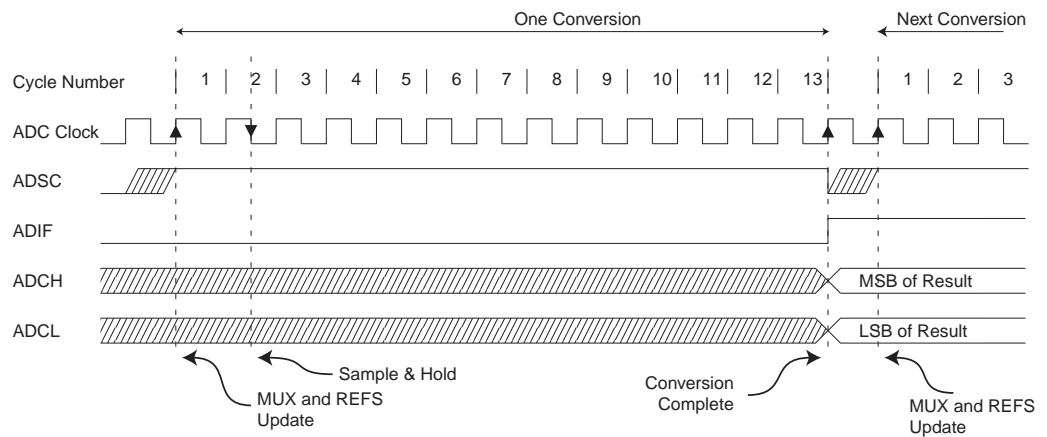 One Conversion
Next Conversion
Cycle Number 1 2 3 4 5 6 7 8 9 10 11 12 13 1 2 3
ADC Clock
ADSC
ADIF
ADCH
MSB of Result
ADCL
LSB of Result
Sample & Hold
MUX and REFS
Update
Conversion
Complete
MUX and REFS
Update